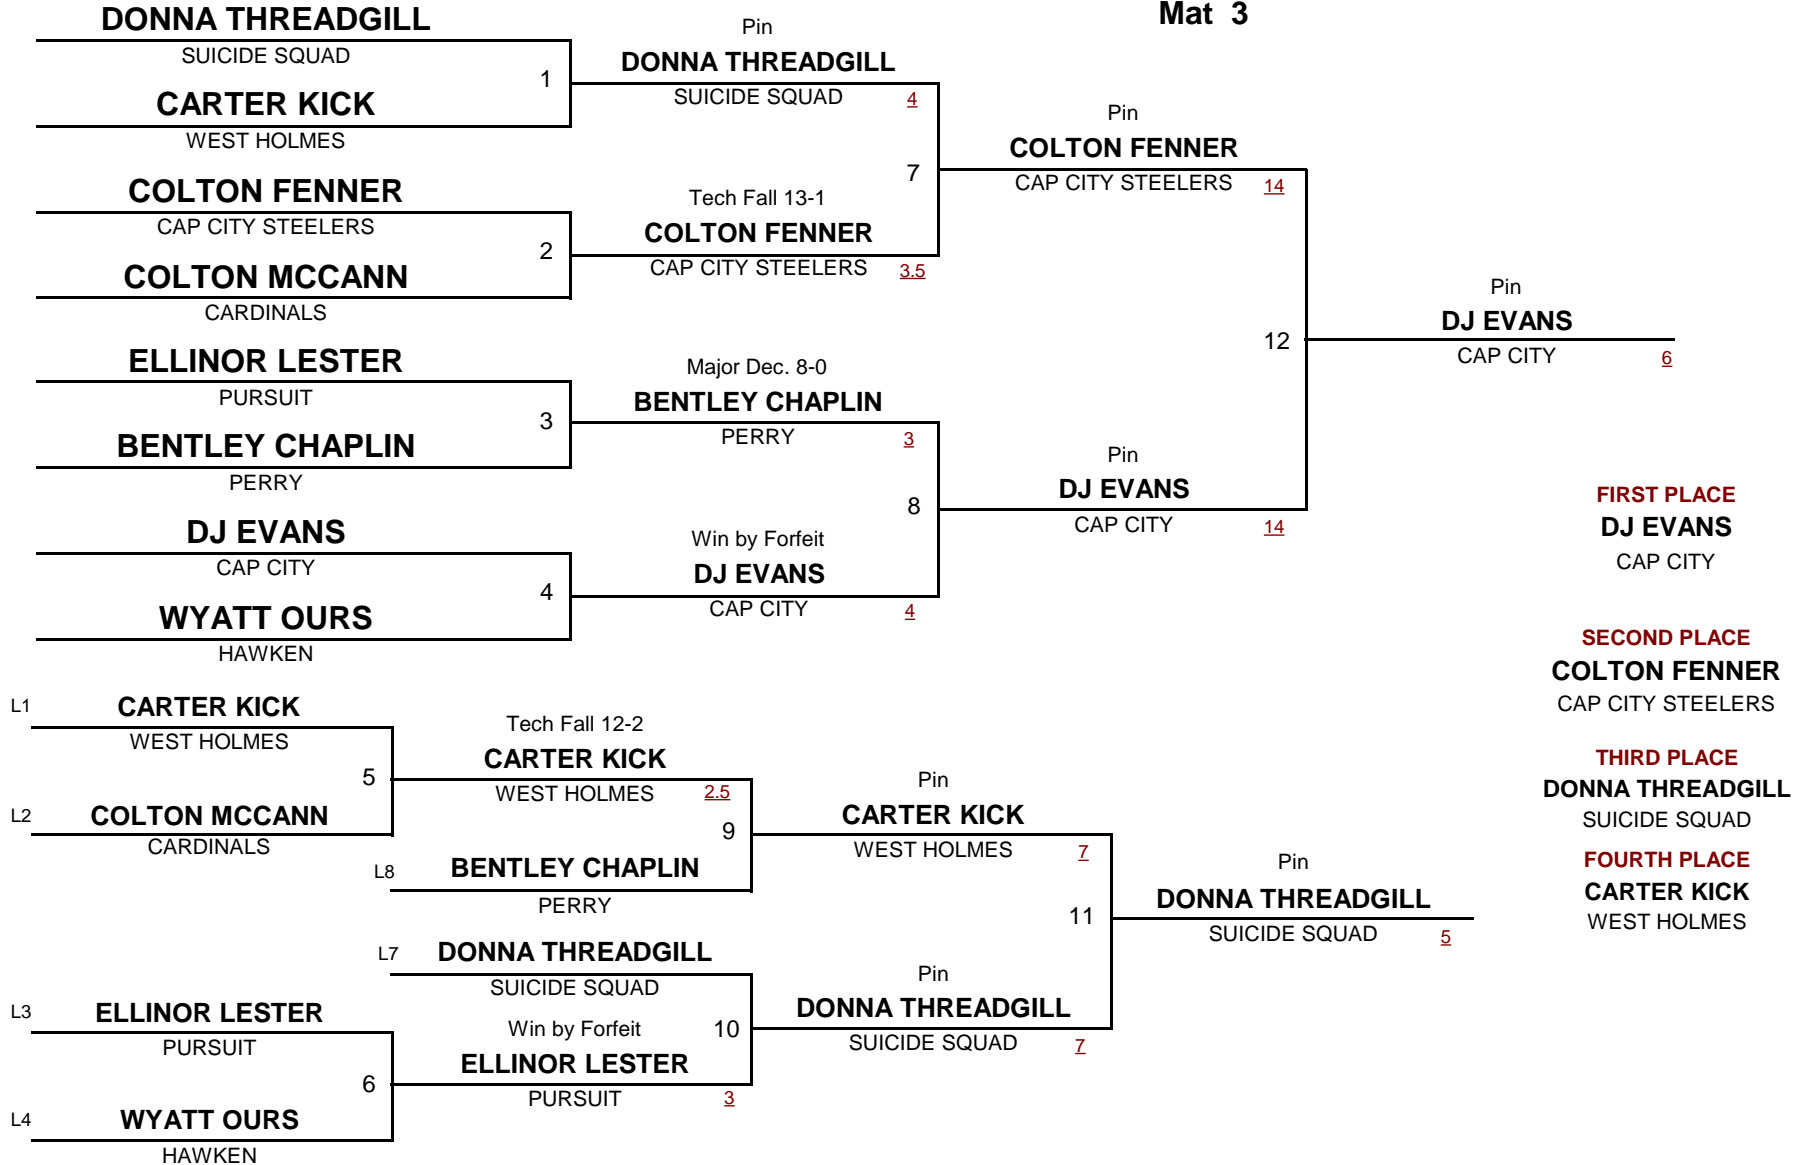 Mat 3
DONNA THREADGILL
SUICIDE SQUAD
1
CARTER KICK
WEST HOLMES
COLTON FENNER
CAP CITY STEELERS
2
COLTON MCCANN
CARDINALS
ELLINOR LESTER
PURSUIT
3
BENTLEY CHAPLIN
PERRY
DJ EVANS
CAP CITY
4
WYATT OURS
HAWKEN
Pin
DONNA THREADGILL
SUICIDE SQUAD 4
7
Tech Fall 13-1
COLTON FENNER
CAP CITY STEELERS 3.5
Major Dec. 8-0
BENTLEY CHAPLIN
PERRY 3
8
Win by Forfeit
DJ EVANS
CAP CITY 4
Pin
COLTON FENNER
CAP CITY STEELERS 14
12
Pin
DJ EVANS
CAP CITY 14
Pin
DJ EVANS
CAP CITY 6
L1 CARTER KICK
WEST HOLMES
5
L2 COLTON MCCANN
CARDINALS
L3 ELLINOR LESTER
PURSUIT
6
L4 WYATT OURS
HAWKEN
Tech Fall 12-2
CARTER KICK
WEST HOLMES 2.5
9
L8 BENTLEY CHAPLIN
PERRY
L7 DONNA THREADGILL
SUICIDE SQUAD
10
Win by Forfeit
ELLINOR LESTER
PURSUIT 3
Pin
CARTER KICK
WEST HOLMES 7
11
Pin
DONNA THREADGILL
SUICIDE SQUAD 7
Pin
DONNA THREADGILL
SUICIDE SQUAD 5
FIRST PLACE
DJ EVANS
CAP CITY
SECOND PLACE
COLTON FENNER
CAP CITY STEELERS
THIRD PLACE
DONNA THREADGILL
SUICIDE SQUAD
FOURTH PLACE
CARTER KICK
WEST HOLMES